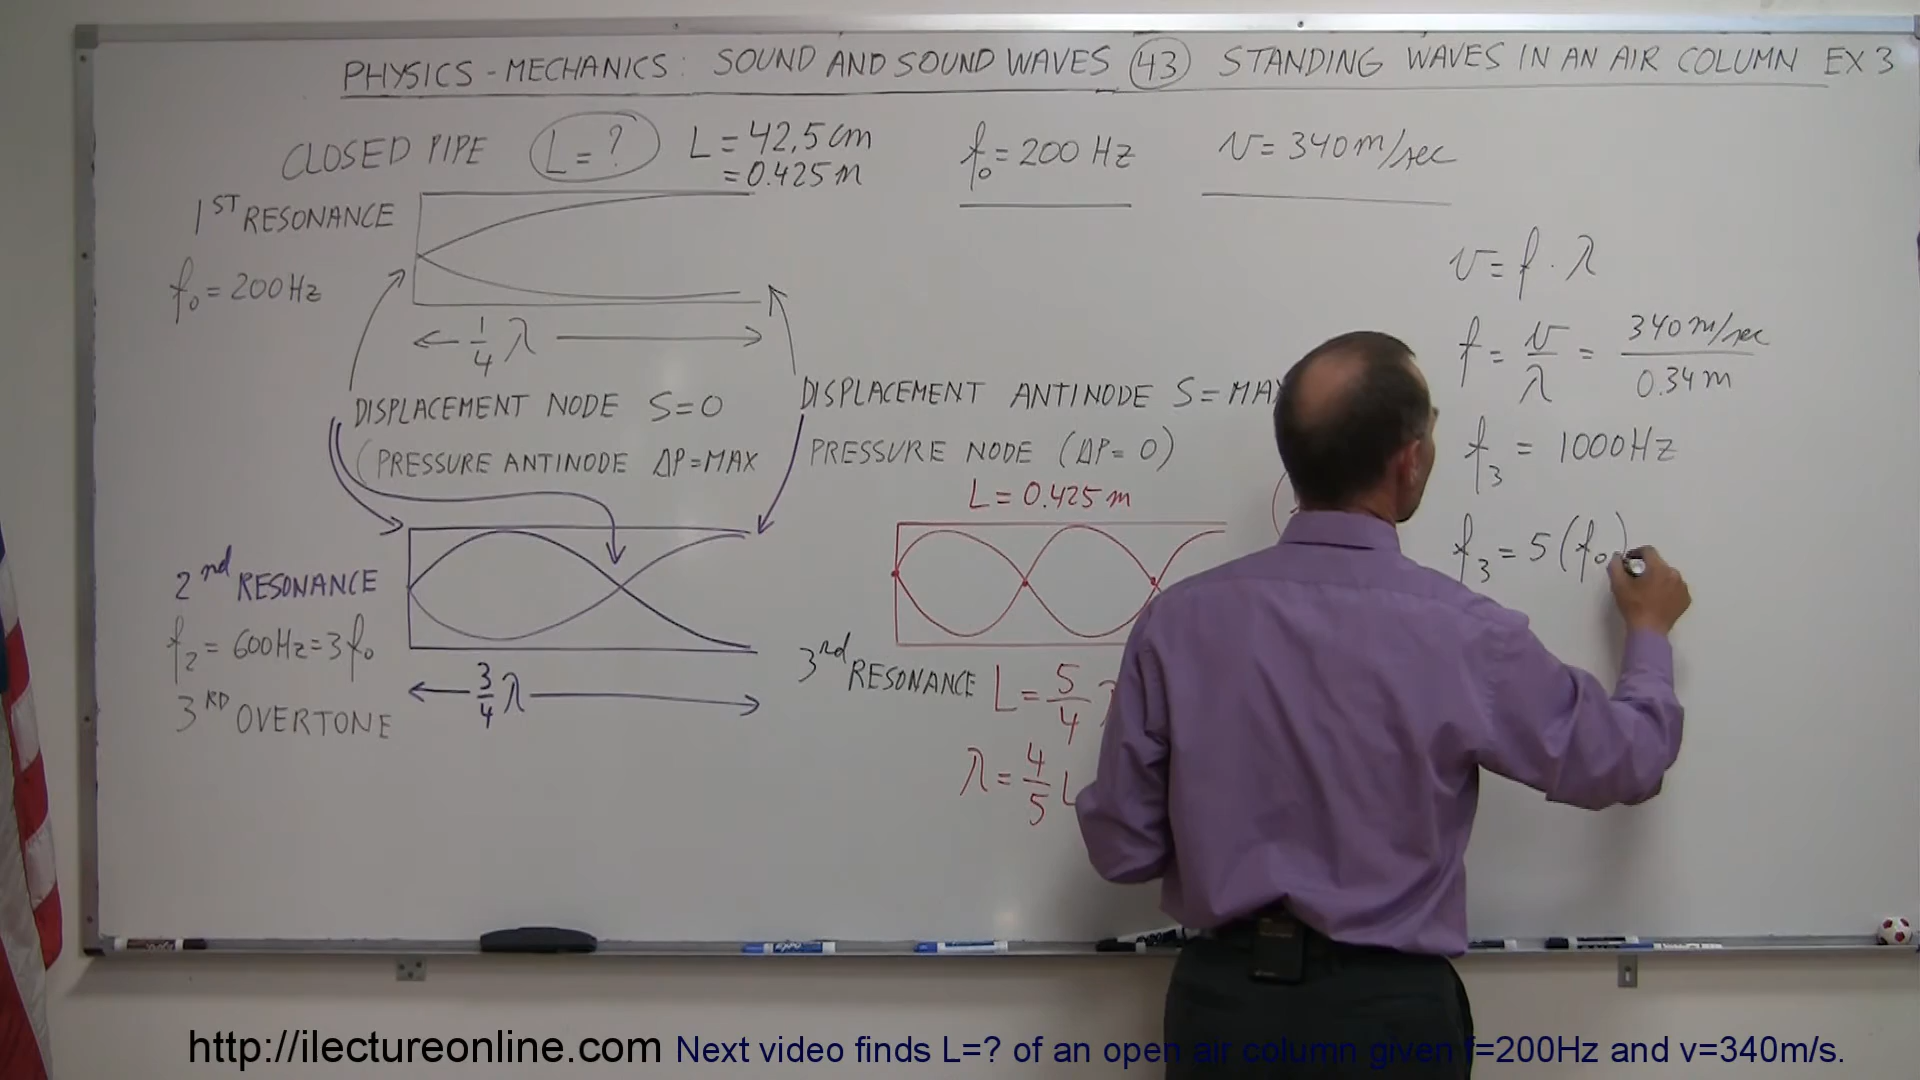 PHYSICS - MECHANICS: SOUND AND SOUND WAVES (43) STANDING WAVES IN AN AIR COLUMN EX 3
CLOSED PIPE L = ? L = 42,5 cm f₀ = 200 Hz v = 340 m/sec
= 0.425 m
1ST RESONANCE
f₀ = 200 Hz
1/4 λ
DISPLACEMENT NODE S = 0
(PRESSURE ANTINODE ΔP = MAX
DISPLACEMENT ANTINODE S = MAX
PRESSURE NODE (ΔP = 0)
2nd RESONANCE
f₂ = 600 Hz = 3 f₀
3RD OVERTONE
3/4 λ
L = 0.425 m
3rd RESONANCE
L = 5/4 λ
λ = 4/5 L
v = f · λ
f = v/λ = 340 m/sec / 0.34 m
f₃ = 1000 Hz
f₃ = 5 (f₀)
http://ilectureonline.com Next video finds L=? of an open air column given f=200Hz and v=340m/s.